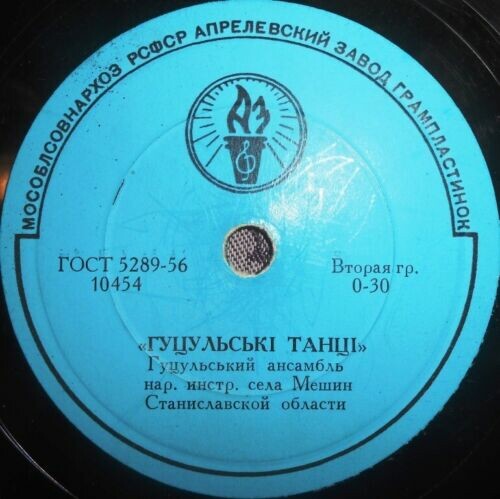 МОСОБЛСОВНАРХОЗ РСФСР АПРЕЛЕВСКИЙ ЗАВОД ГРАМПЛАСТИНОК
АЗ
ГОСТ 5289-56
10454
Вторая гр.
0-30
«ГУЦУЛЬСЬКІ ТАНЦІ»
Гуцульский ансамбль
нар. инстр. села Мешин
Станиславской области